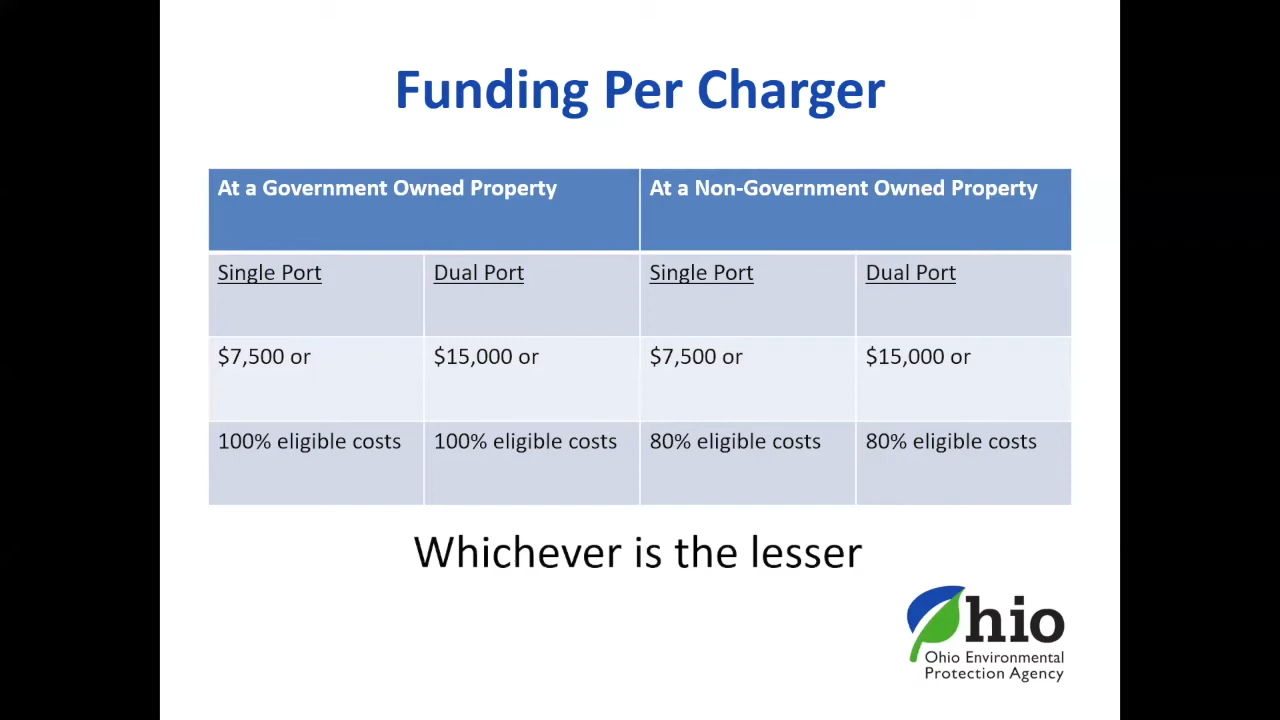 Funding Per Charger
At a Government Owned Property
At a Non-Government Owned Property
Single Port
Dual Port
Single Port
Dual Port
$7,500 or
$15,000 or
$7,500 or
$15,000 or
100% eligible costs
100% eligible costs
80% eligible costs
80% eligible costs
Whichever is the lesser
Ohio
Ohio Environmental
Protection Agency